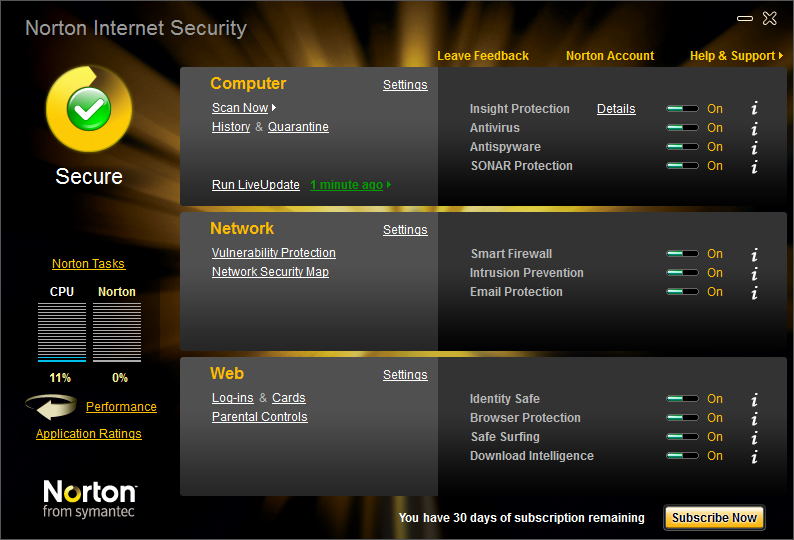 Norton Internet Security
Leave Feedback Norton Account Help & Support
Secure
Computer Settings
Scan Now
History & Quarantine
Run LiveUpdate 1 minute ago
Insight Protection Details On
Antivirus On
Antispyware On
SONAR Protection On
Network Settings
Vulnerability Protection
Network Security Map
Smart Firewall On
Intrusion Prevention On
Email Protection On
Norton Tasks
CPU Norton
11% 0%
Performance
Application Ratings
Web Settings
Log-ins & Cards
Parental Controls
Identity Safe On
Browser Protection On
Safe Surfing On
Download Intelligence On
Norton
from symantec
You have 30 days of subscription remaining Subscribe Now